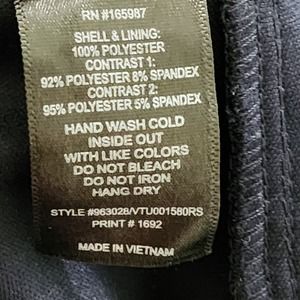 RN #165987
SHELL & LINING:
100% POLYESTER
CONTRAST 1:
92% POLYESTER 8% SPANDEX
CONTRAST 2:
95% POLYESTER 5% SPANDEX
HAND WASH COLD
INSIDE OUT
WITH LIKE COLORS
DO NOT BLEACH
DO NOT IRON
HANG DRY
STYLE #963028/VTU001580RS
PRINT # 1692
MADE IN VIETNAM